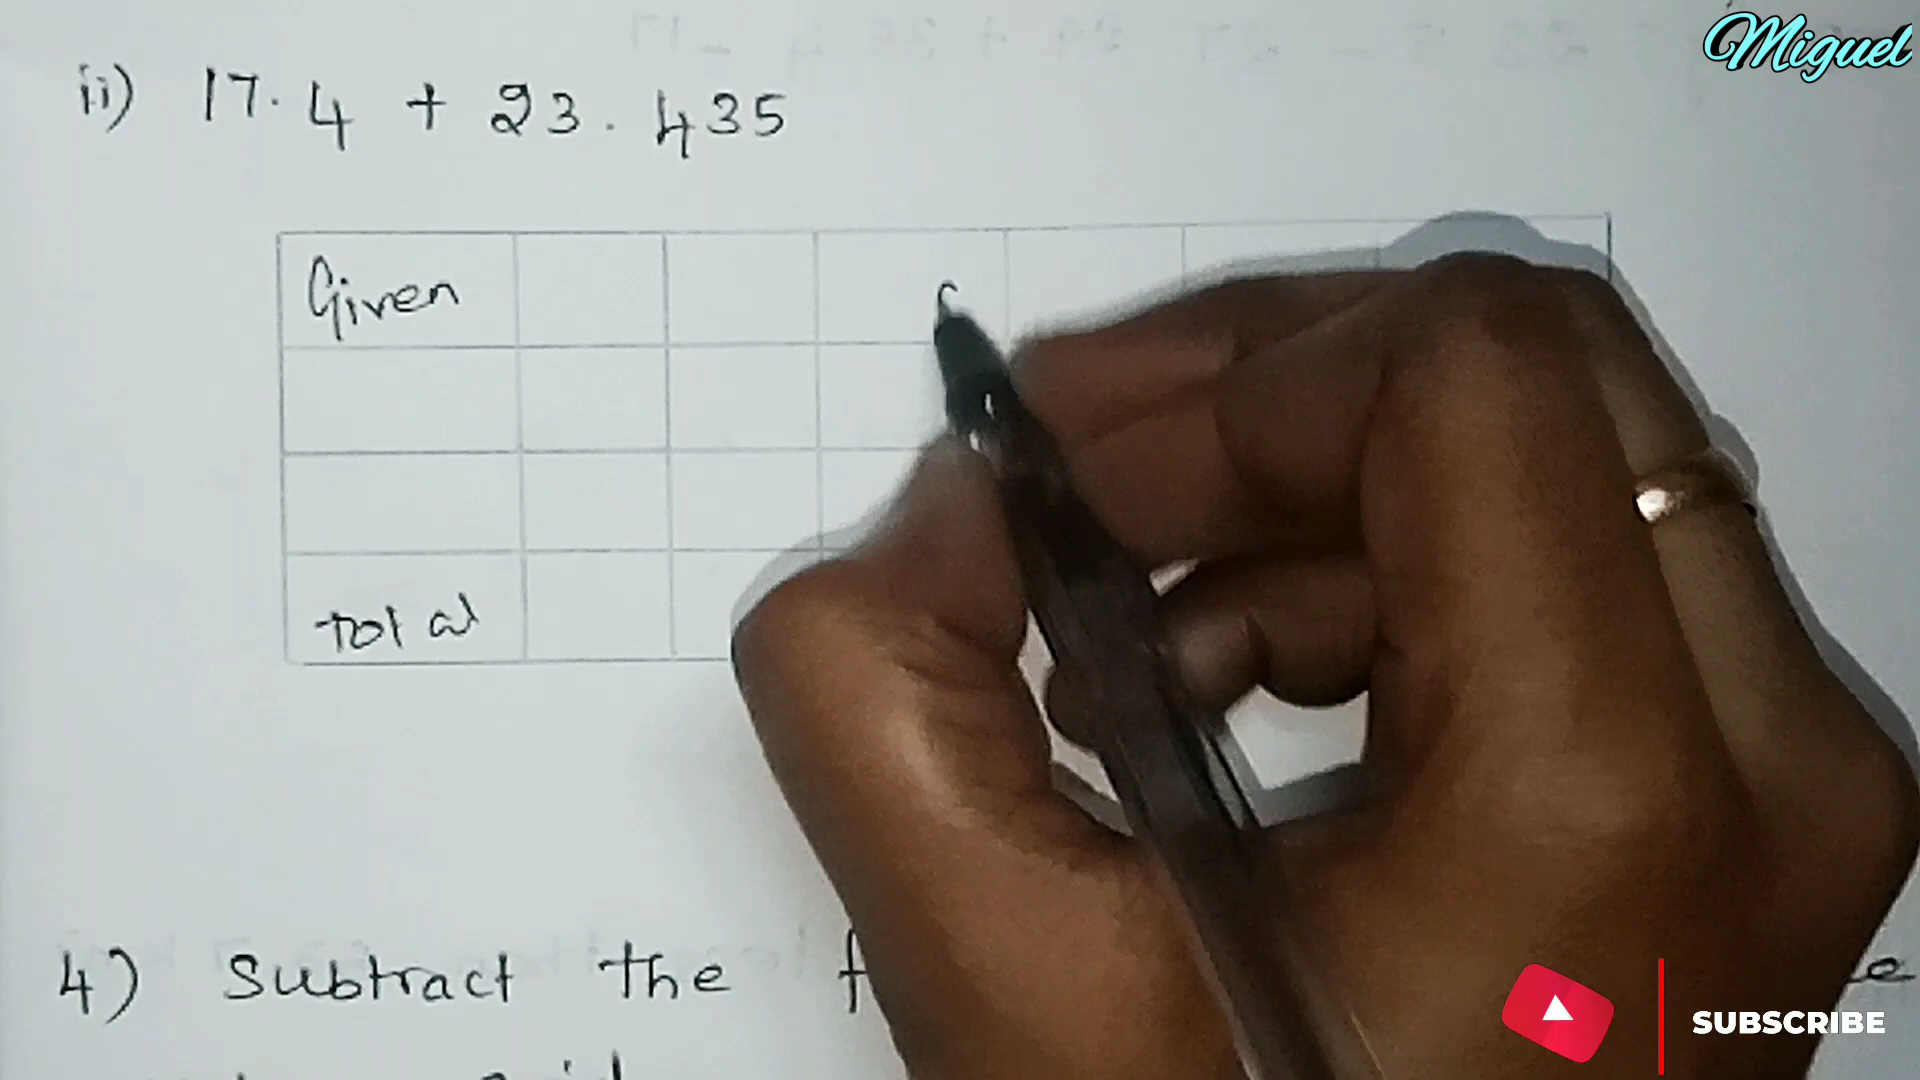 Miguel
ii) 17.4 + 23.435
Given
total
4) Subtract the
SUBSCRIBE